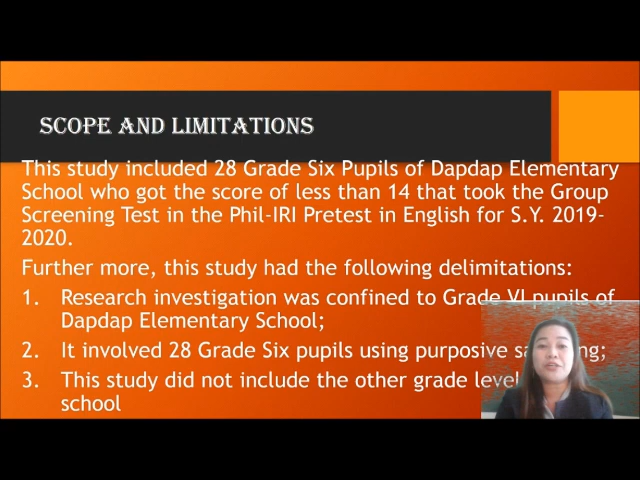 SCOPE AND LIMITATIONS
This study included 28 Grade Six Pupils of Dapdap Elementary
School who got the score of less than 14 that took the Group
Screening Test in the Phil-IRI Pretest in English for S.Y. 2019-
2020.
Further more, this study had the following delimitations:
1. Research investigation was confined to Grade VI pupils of
Dapdap Elementary School;
2. It involved 28 Grade Six pupils using purposive
3. This study did not include the other grade
school